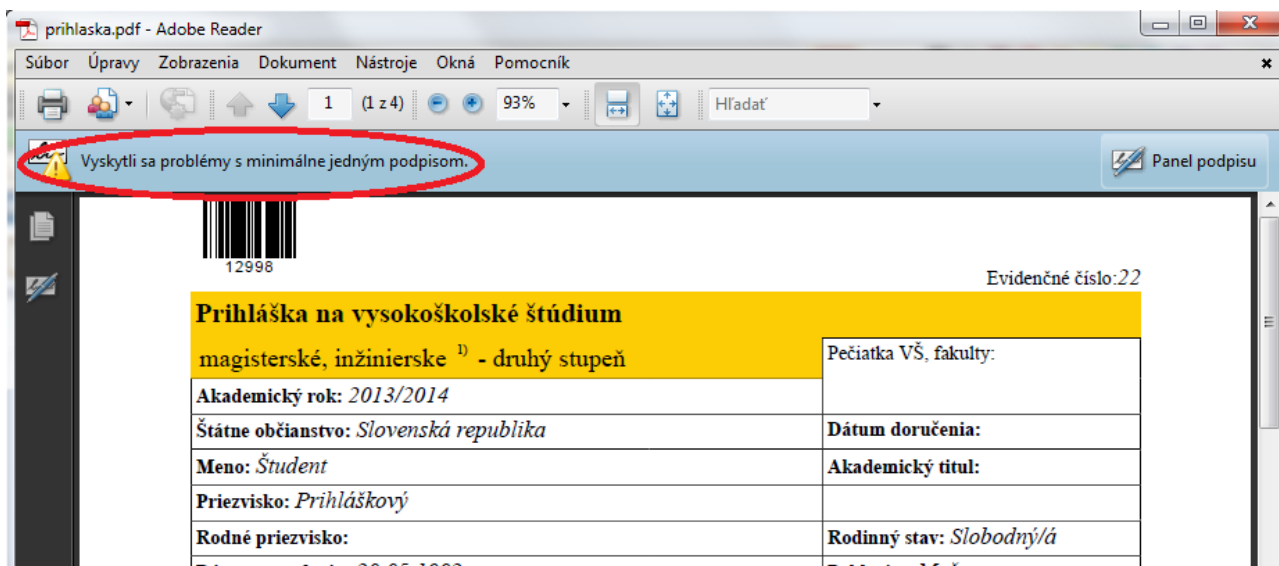 prihlaska.pdf - Adobe Reader
Súbor Úpravy Zobrazenia Dokument Nástroje Okná Pomocník
1 (1 z 4) 93% Hľadať
Vyskytli sa problémy s minimálne jedným podpisom. Panel podpisu
12998
Evidenčné číslo:22
Prihláška na vysokoškolské štúdium
magisterské, inžinierske 1) - druhý stupeň Pečiatka VŠ, fakulty:
Akademický rok: 2013/2014
Štátne občianstvo: Slovenská republika Dátum doručenia:
Meno: Študent Akademický titul:
Priezvisko: Prihláškový
Rodné priezvisko: Rodinný stav: Slobodný/á